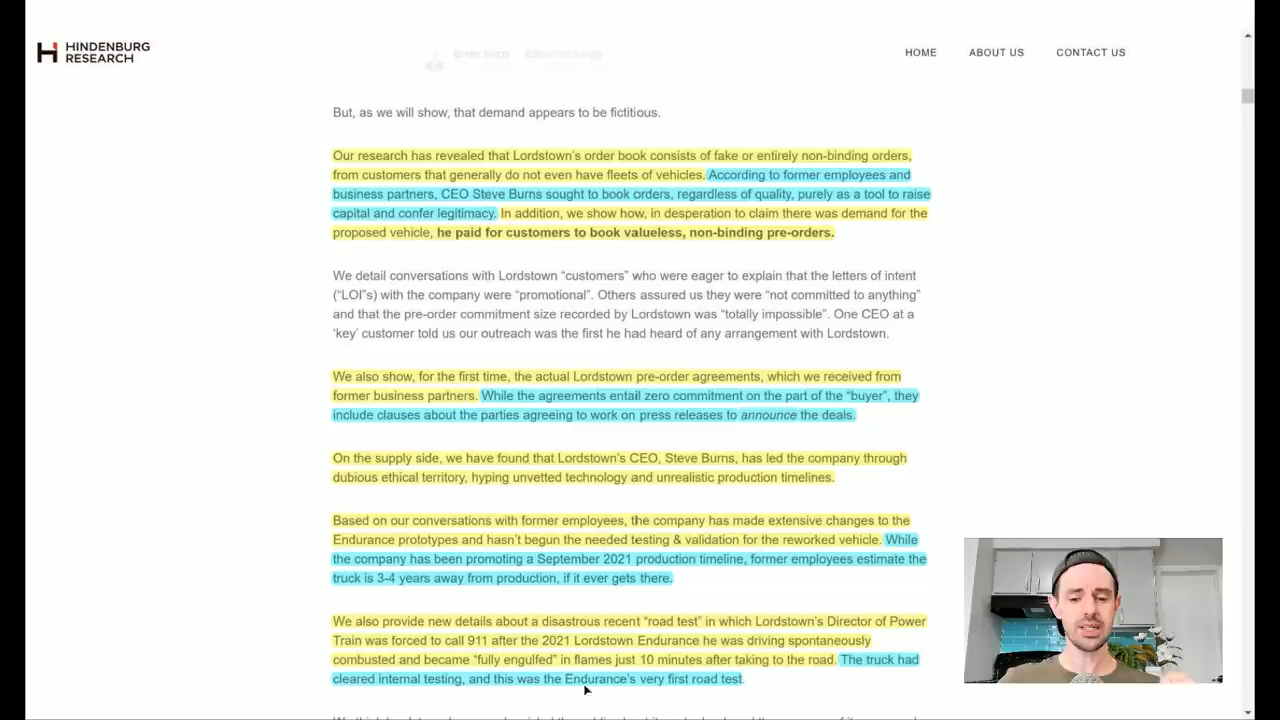 HINDENBURG
RESEARCH
HOME ABOUT US CONTACT US
But, as we will show, that demand appears to be fictitious.
Our research has revealed that Lordstown’s order book consists of fake or entirely non-binding orders,
from customers that generally do not even have fleets of vehicles. According to former employees and
business partners, CEO Steve Burns sought to book orders, regardless of quality, purely as a tool to raise
capital and confer legitimacy. In addition, we show how, in desperation to claim there was demand for the
proposed vehicle, he paid for customers to book valueless, non-binding pre-orders.
We detail conversations with Lordstown “customers” who were eager to explain that the letters of intent
(“LOI”s) with the company were “promotional”. Others assured us they were “not committed to anything”
and that the pre-order commitment size recorded by Lordstown was “totally impossible”. One CEO at a
‘key’ customer told us our outreach was the first he had heard of any arrangement with Lordstown.
We also show, for the first time, the actual Lordstown pre-order agreements, which we received from
former business partners. While the agreements entail zero commitment on the part of the “buyer”, they
include clauses about the parties agreeing to work on press releases to announce the deals.
On the supply side, we have found that Lordstown’s CEO, Steve Burns, has led the company through
dubious ethical territory, hyping unvetted technology and unrealistic production timelines.
Based on our conversations with former employees, the company has made extensive changes to the
Endurance prototypes and hasn’t begun the needed testing & validation for the reworked vehicle. While
the company has been promoting a September 2021 production timeline, former employees estimate the
truck is 3-4 years away from production, if it ever gets there.
We also provide new details about a disastrous recent “road test” in which Lordstown’s Director of Power
Train was forced to call 911 after the 2021 Lordstown Endurance he was driving spontaneously
combusted and became “fully engulfed” in flames just 10 minutes after taking to the road. The truck had
cleared internal testing, and this was the Endurance’s very first road test.